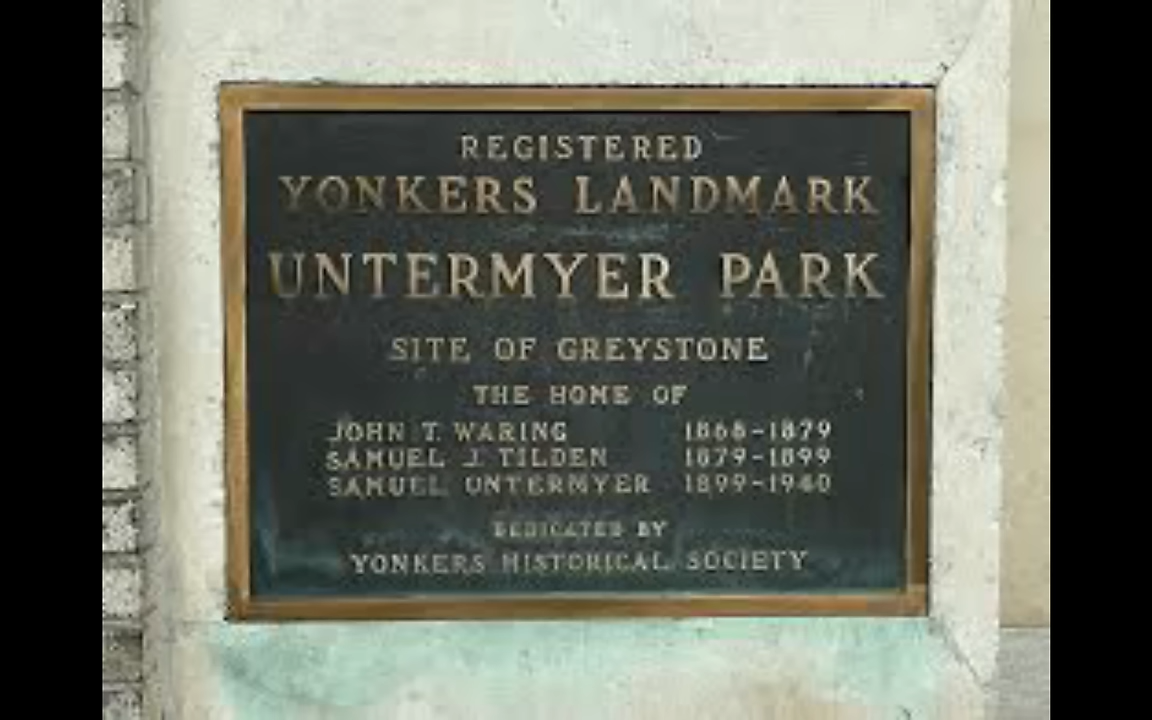 REGISTERED
YONKERS LANDMARK
UNTERMYER PARK
SITE OF GREYSTONE
THE HOME OF
JOHN T. WARING 1868-1879
SAMUEL J. TILDEN 1879-1899
SAMUEL UNTERMYER 1899-1940
DEDICATED BY
YONKERS HISTORICAL SOCIETY